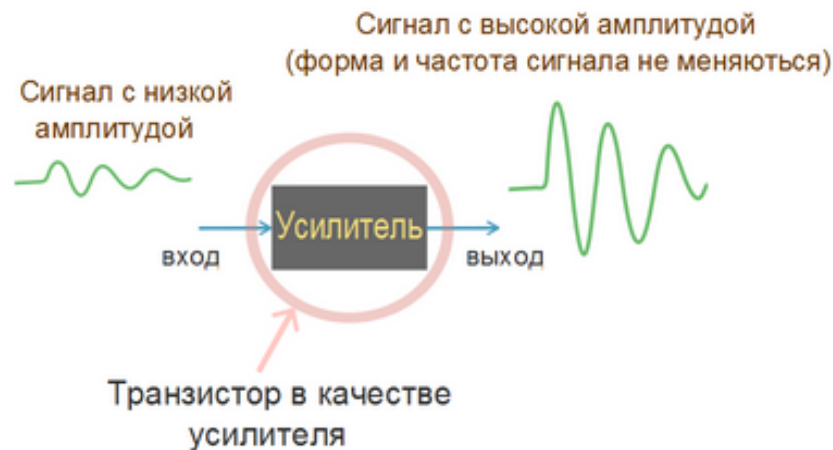 Сигнал с высокой амплитудой
(форма и частота сигнала не меняються)
Сигнал с низкой
амплитудой
Усилитель
вход
выход
Транзистор в качестве
усилителя